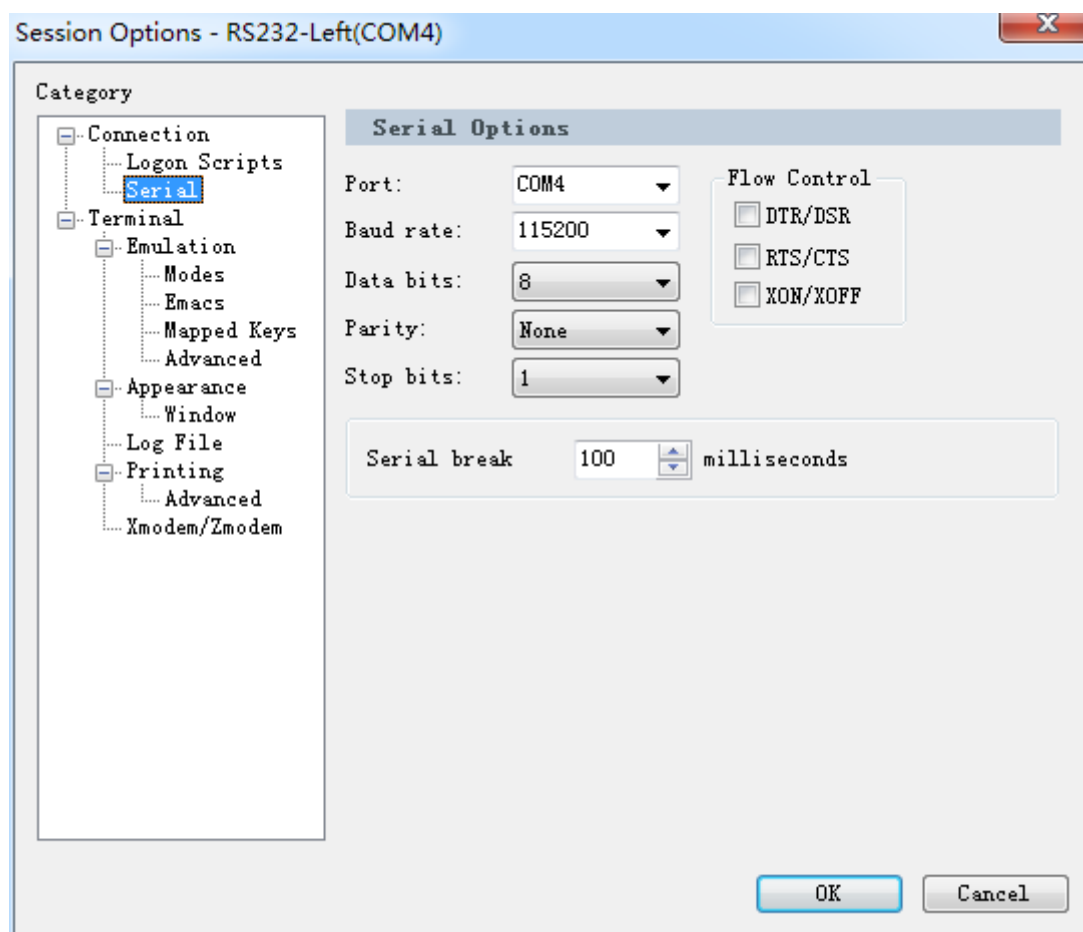 Session Options - RS232-Left(COM4)
Category
Connection
Logon Scripts
Serial
Terminal
Emulation
Modes
Emacs
Mapped Keys
Advanced
Appearance
Window
Log File
Printing
Advanced
Xmodem/Zmodem
Serial Options
Port: COM4
Baud rate: 115200
Data bits: 8
Parity: None
Stop bits: 1
Flow Control
DTR/DSR
RTS/CTS
XON/XOFF
Serial break 100 milliseconds
OK Cancel